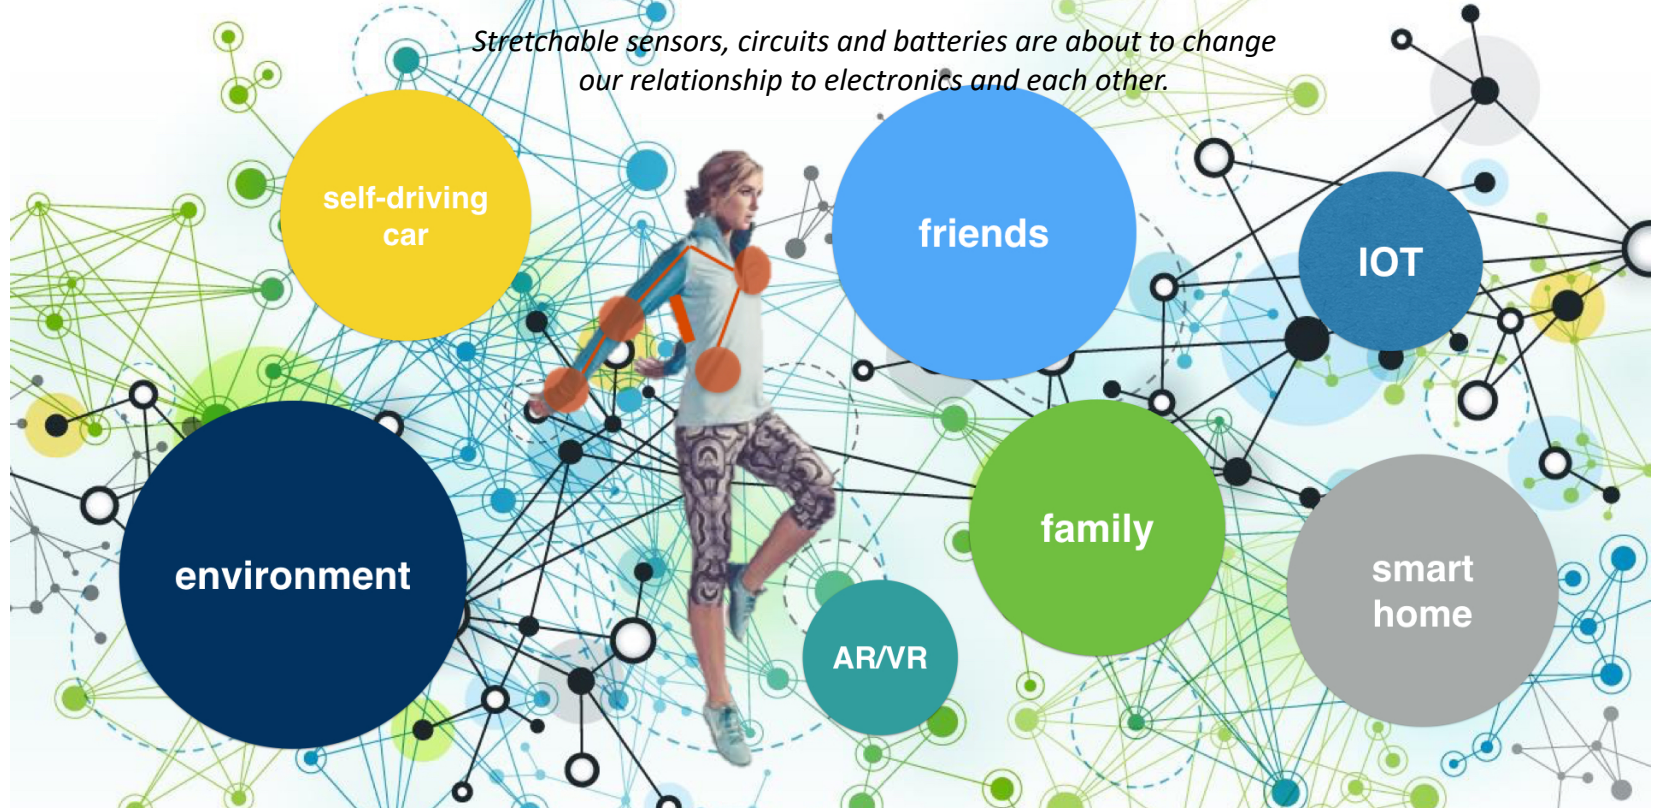 Stretchable sensors, circuits and batteries are about to change
our relationship to electronics and each other.
self-driving
car
friends
IOT
environment
family
smart
home
AR/VR